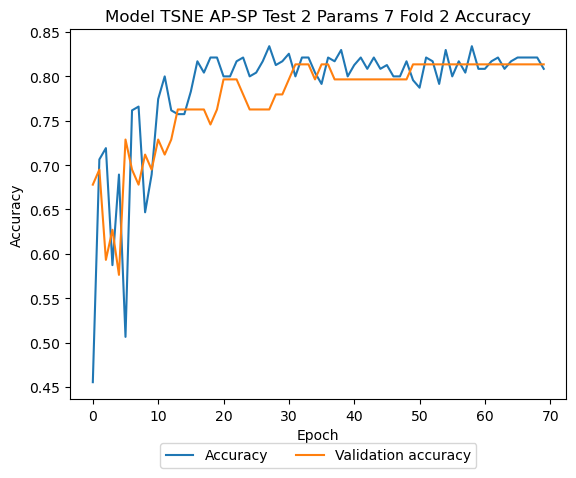 Model TSNE AP-SP Test 2 Params 7 Fold 2 Accuracy
Accuracy
0.85
0.80
0.75
0.70
0.65
0.60
0.55
0.50
0.45
0 10 20 30 40 50 60 70
Epoch
Accuracy Validation accuracy